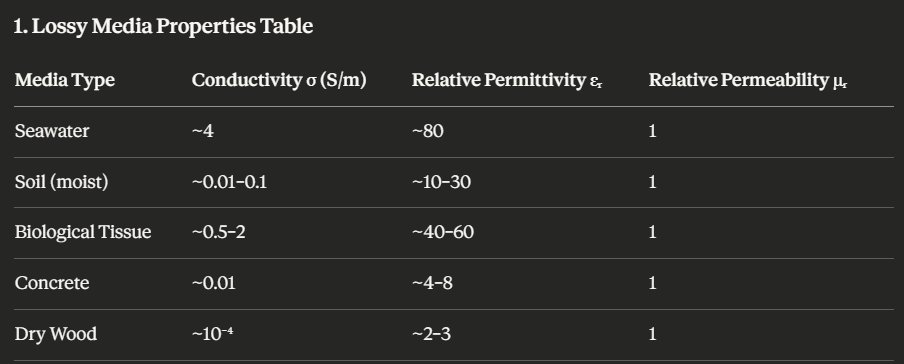 1. Lossy Media Properties Table
Media Type Conductivity σ (S/m) Relative Permittivity εᵣ Relative Permeability μᵣ
Seawater ~4 ~80 1
Soil (moist) ~0.01–0.1 ~10–30 1
Biological Tissue ~0.5–2 ~40–60 1
Concrete ~0.01 ~4–8 1
Dry Wood ~10⁻⁴ ~2–3 1